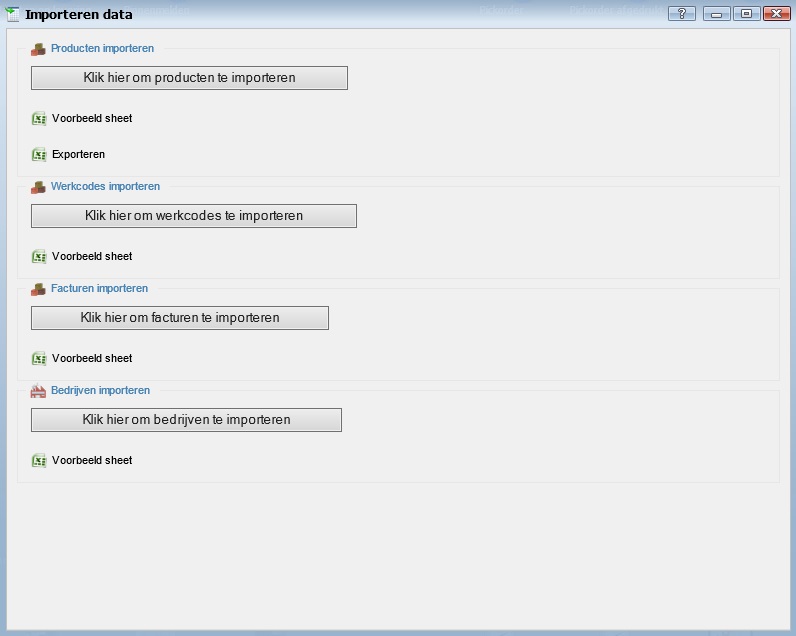 Importeren data
Producten importeren
Klik hier om producten te importeren
Voorbeeld sheet
Exporteren
Werkcodes importeren
Klik hier om werkcodes te importeren
Voorbeeld sheet
Facturen importeren
Klik hier om facturen te importeren
Voorbeeld sheet
Bedrijven importeren
Klik hier om bedrijven te importeren
Voorbeeld sheet